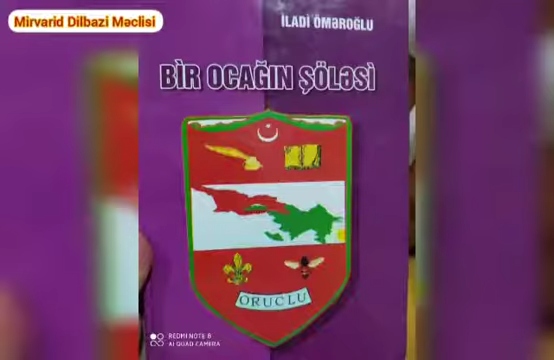 Mirvarid Dilbazi Məclisi
İLADİ ÖMƏROĞLU
BİR OCAĞIN ŞÖLƏSİ
ORUCLU
REDMI NOTE 8
AI QUAD CAMERA